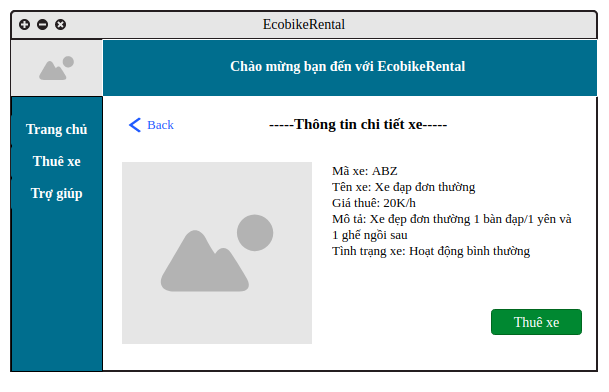 EcobikeRental
Chào mừng bạn đến với EcobikeRental
Trang chủ
Thuê xe
Trợ giúp
Back
-----Thông tin chi tiết xe-----
Mã xe: ABZ
Tên xe: Xe đạp đơn thường
Giá thuê: 20K/h
Mô tả: Xe đẹp đơn thường 1 bàn đạp/1 yên và
1 ghế ngồi sau
Tình trạng xe: Hoạt động bình thường
Thuê xe